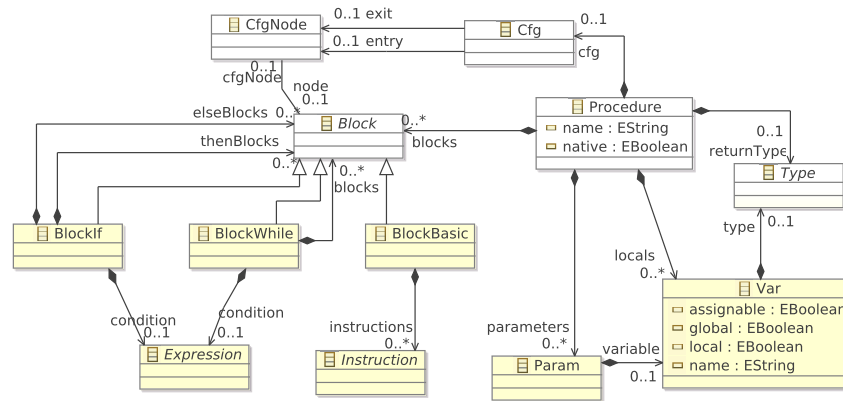 CfgNode
0..1 exit
0..1 entry
Cfg
0..1
cfg
0..1
cfgNode
node
0..1
elseBlocks
0..*
thenBlocks
0..*
Block
0..*
blocks
0..*
blocks
Procedure
name : EString
native : EBoolean
0..1
returnType
Type
BlockIf
BlockWhile
BlockBasic
locals
0..*
type
0..1
Var
assignable : EBoolean
global : EBoolean
local : EBoolean
name : EString
condition
0..1
condition
0..1
Expression
instructions
0..*
Instruction
parameters
0..*
Param
variable
0..1